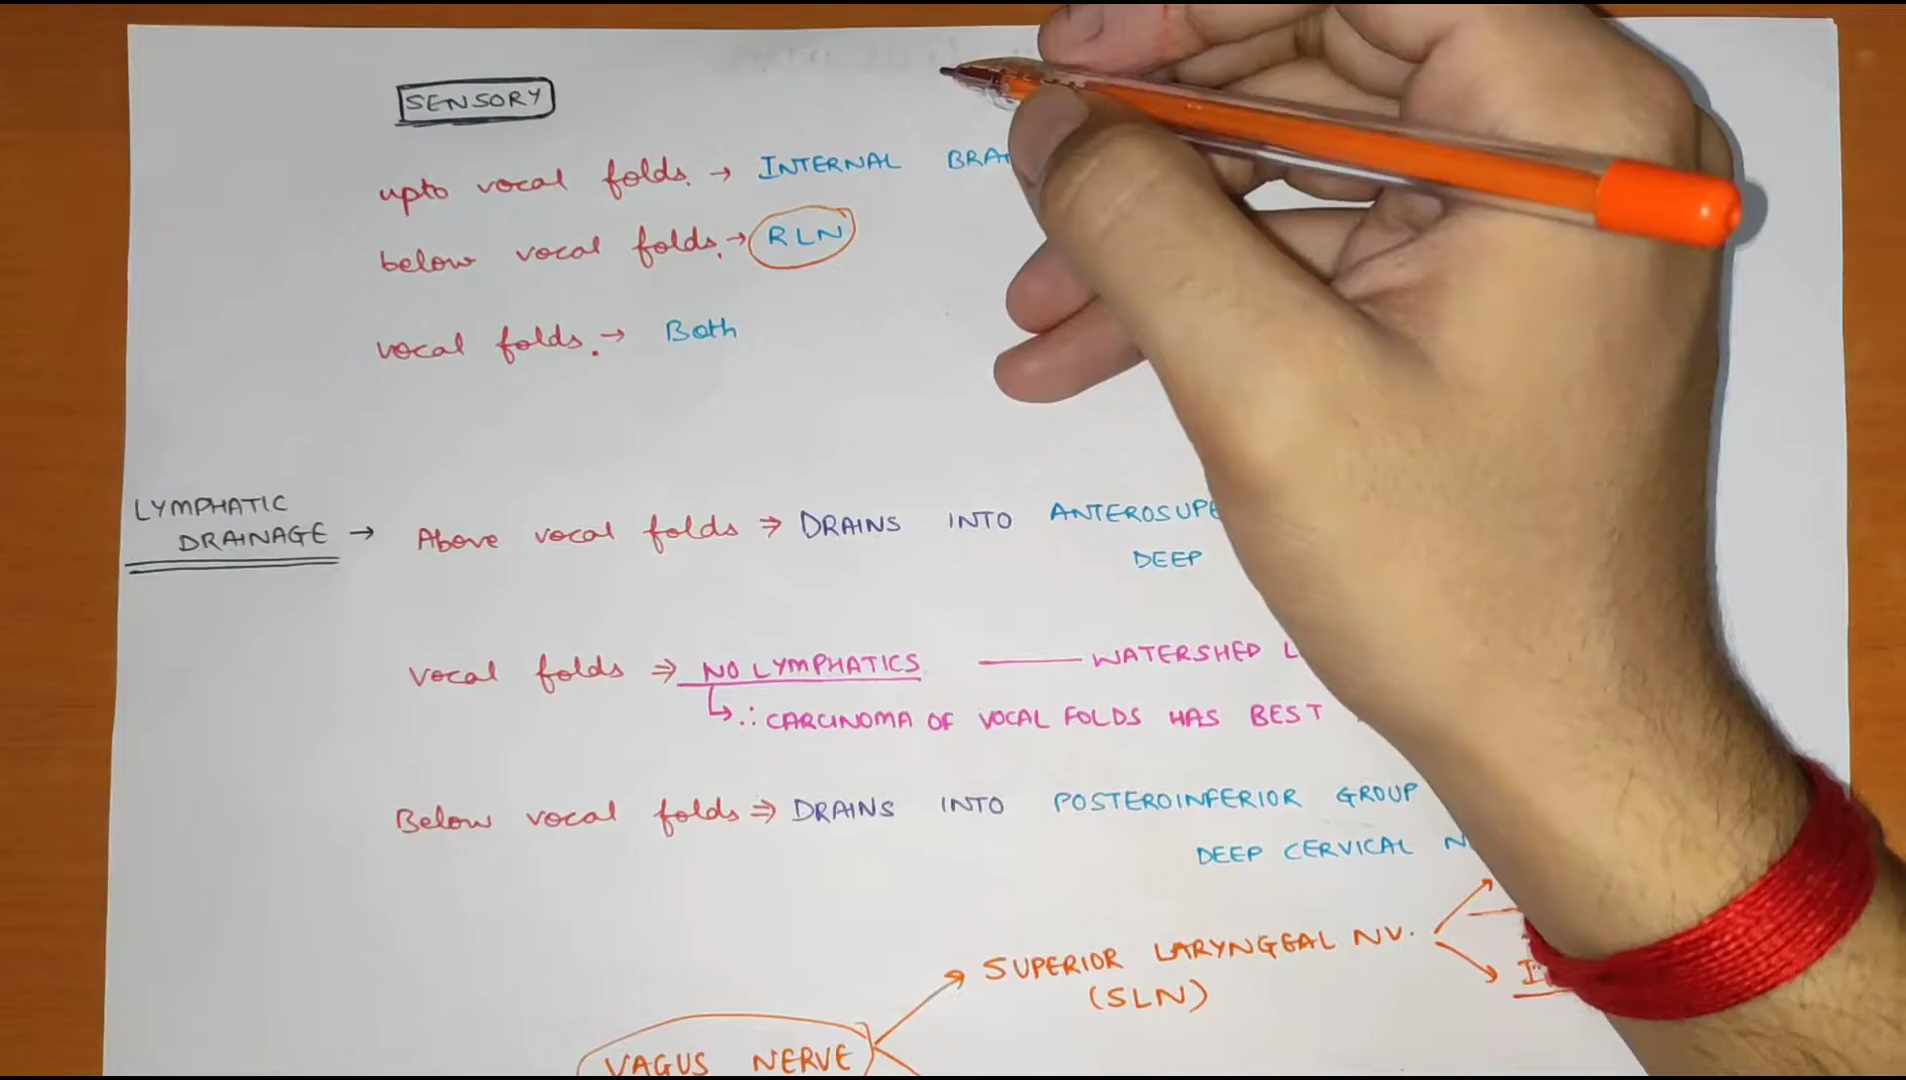 SENSORY
upto vocal folds. → INTERNAL
below vocal folds. → RLN
vocal folds. → Both
LYMPHATIC
DRAINAGE → Above vocal folds ⇒ DRAINS INTO
DEEP
vocal folds ⇒ NO LYMPHATICS — WATERSHED
↳ ∴ CARCINOMA OF VOCAL FOLDS HAS BEST
Below vocal folds ⇒ DRAINS INTO POSTEROINFERIOR GROUP
DEEP CERVICAL
SUPERIOR LARYNGEAL NV.
(SLN)
VAGUS NERVE